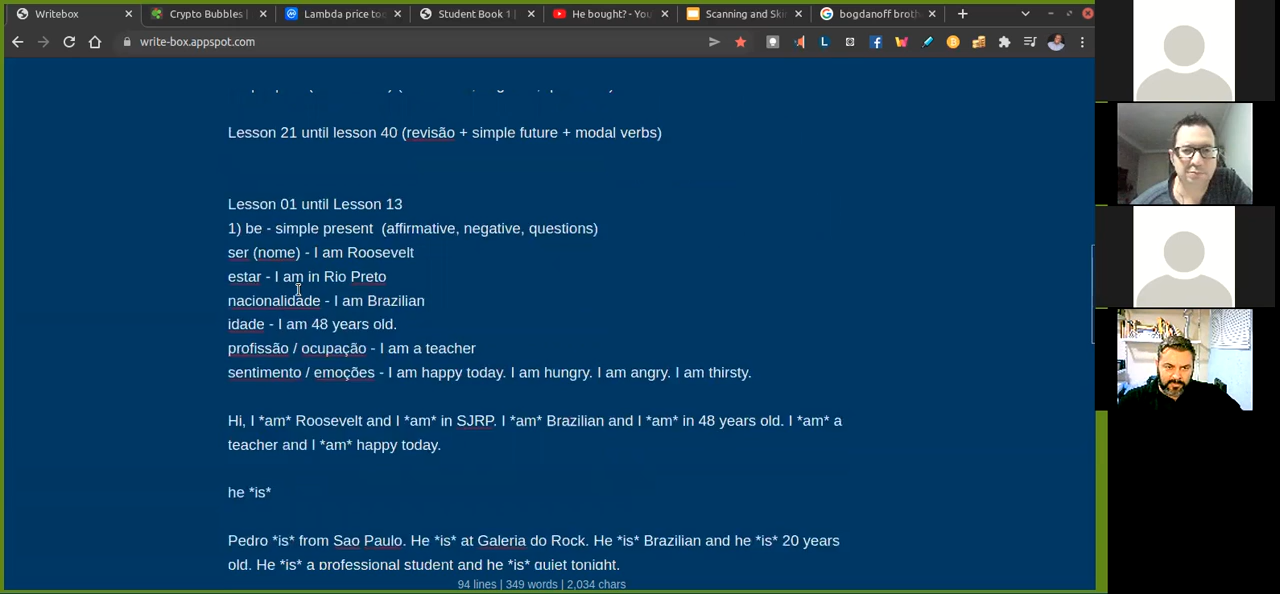 Writebox
Crypto Bubbles |
Lambda price to
Student Book 1 |
He bought? - You
Scanning and Ski
bogdanoff broth
write-box.appspot.com
Lesson 21 until lesson 40 (revisão + simple future + modal verbs)
Lesson 01 until Lesson 13
1) be - simple present  (affirmative, negative, questions)
ser (nome) - I am Roosevelt
estar - I am in Rio Preto
nacionalidade - I am Brazilian
idade - I am 48 years old.
profissão / ocupação - I am a teacher
sentimento / emoções - I am happy today. I am hungry. I am angry. I am thirsty.
Hi, I *am* Roosevelt and I *am* in SJRP. I *am* Brazilian and I *am* in 48 years old. I *am* a
teacher and I *am* happy today.
he *is*
Pedro *is* from Sao Paulo. He *is* at Galeria do Rock. He *is* Brazilian and he *is* 20 years
old. He *is* a professional student and he *is* quiet tonight.
94 lines | 349 words | 2,034 chars